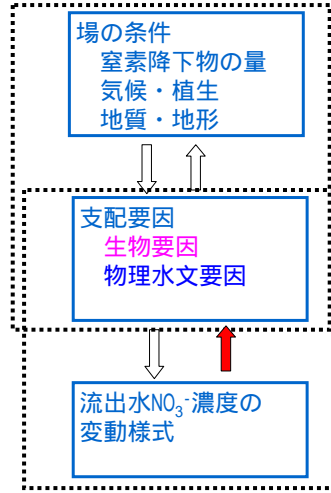 場の条件
窒素降下物の量
気候・植生
地質・地形
支配要因
生物要因
物理水文要因
流出水NO₃⁻濃度の
変動様式